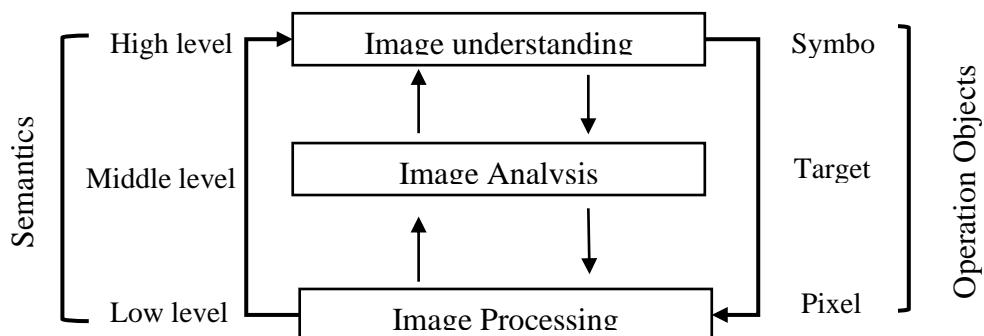 High level
Image understanding
Symbo
Semantics
Middle level
Image Analysis
Target
Operation Objects
Low level
Image Processing
Pixel